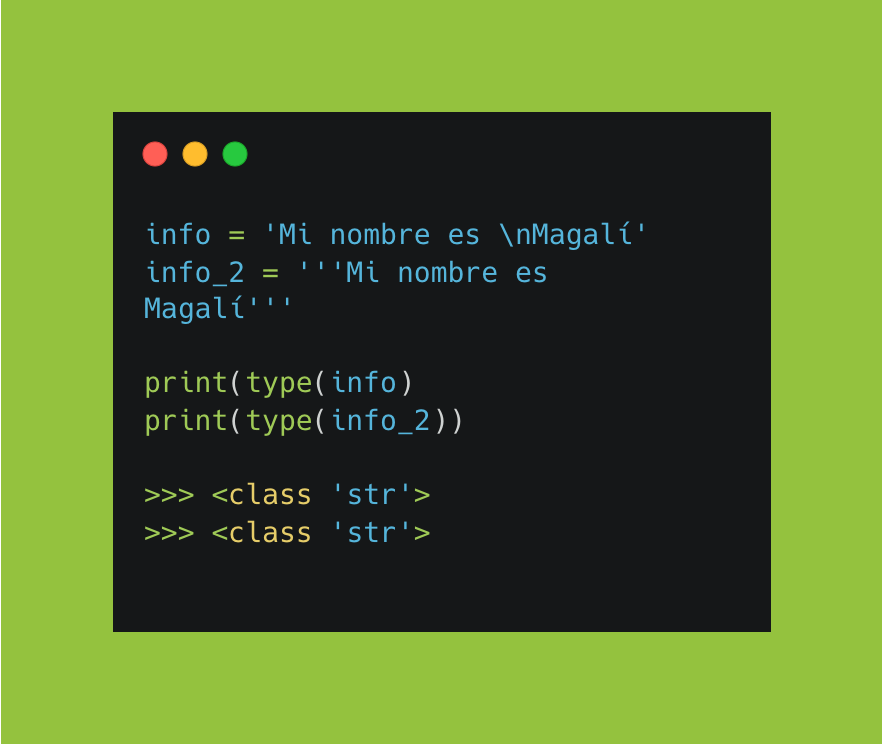 info = 'Mi nombre es \nMagalí'
info_2 = '''Mi nombre es
Magalí'''
print(type(info)
print(type(info_2))
>>> <class 'str'>
>>> <class 'str'>